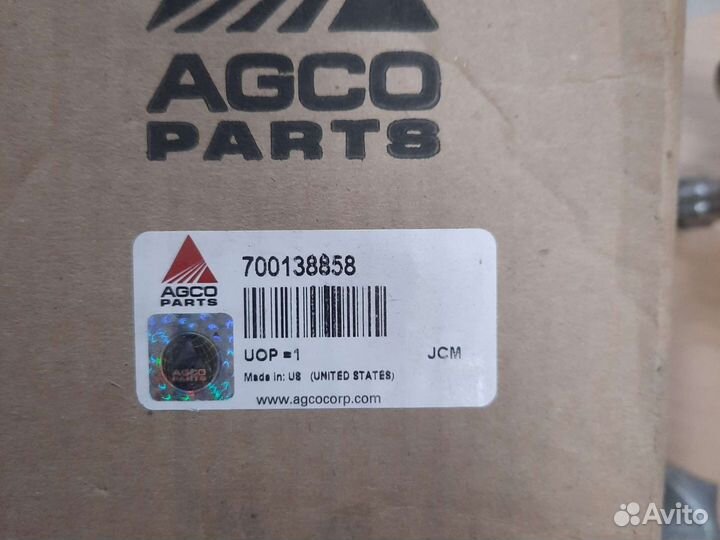 AGCO
PARTS
700138858
AGCO
PARTS
UOP = 1
JCM
AGCO
PARTS
Made in: US (UNITED STATES)
www.agcocorp.com
Avito